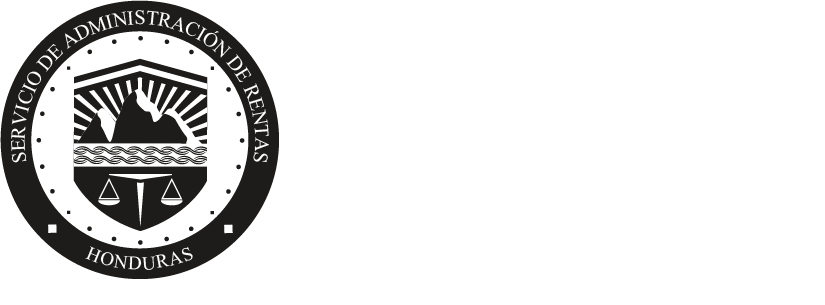 SERVICIO DE ADMINISTRACIÓN DE RENTAS
HONDURAS